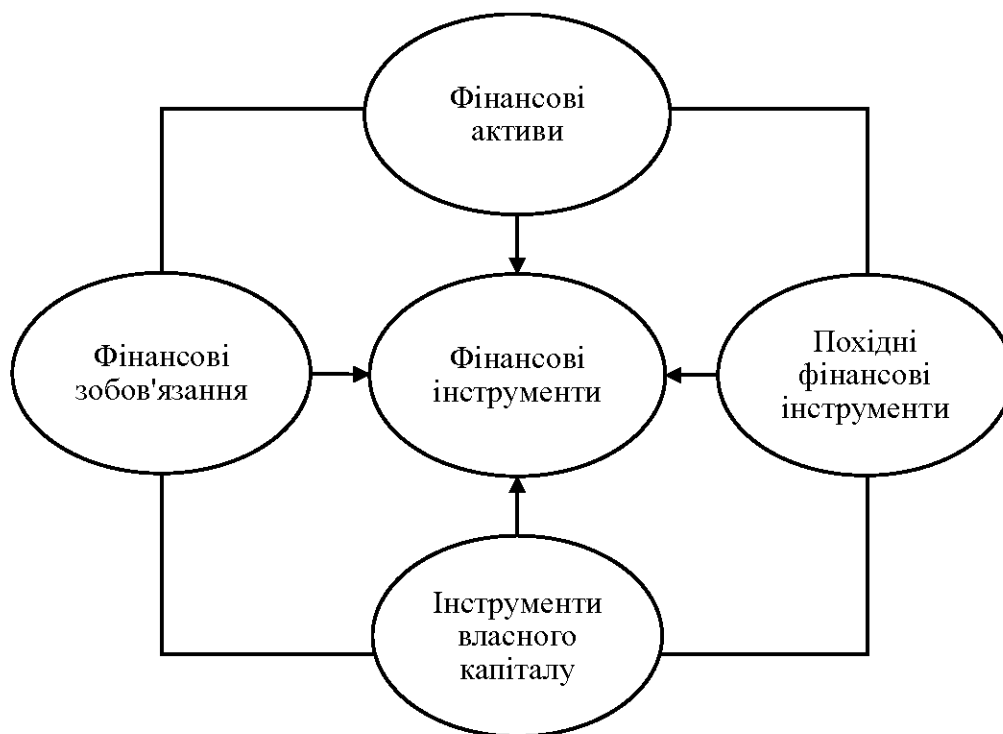 Фінансові
активи
Фінансові
зобов'язання
Фінансові
інструменти
Похідні
фінансові
інструменти
Інструменти
власного
капіталу